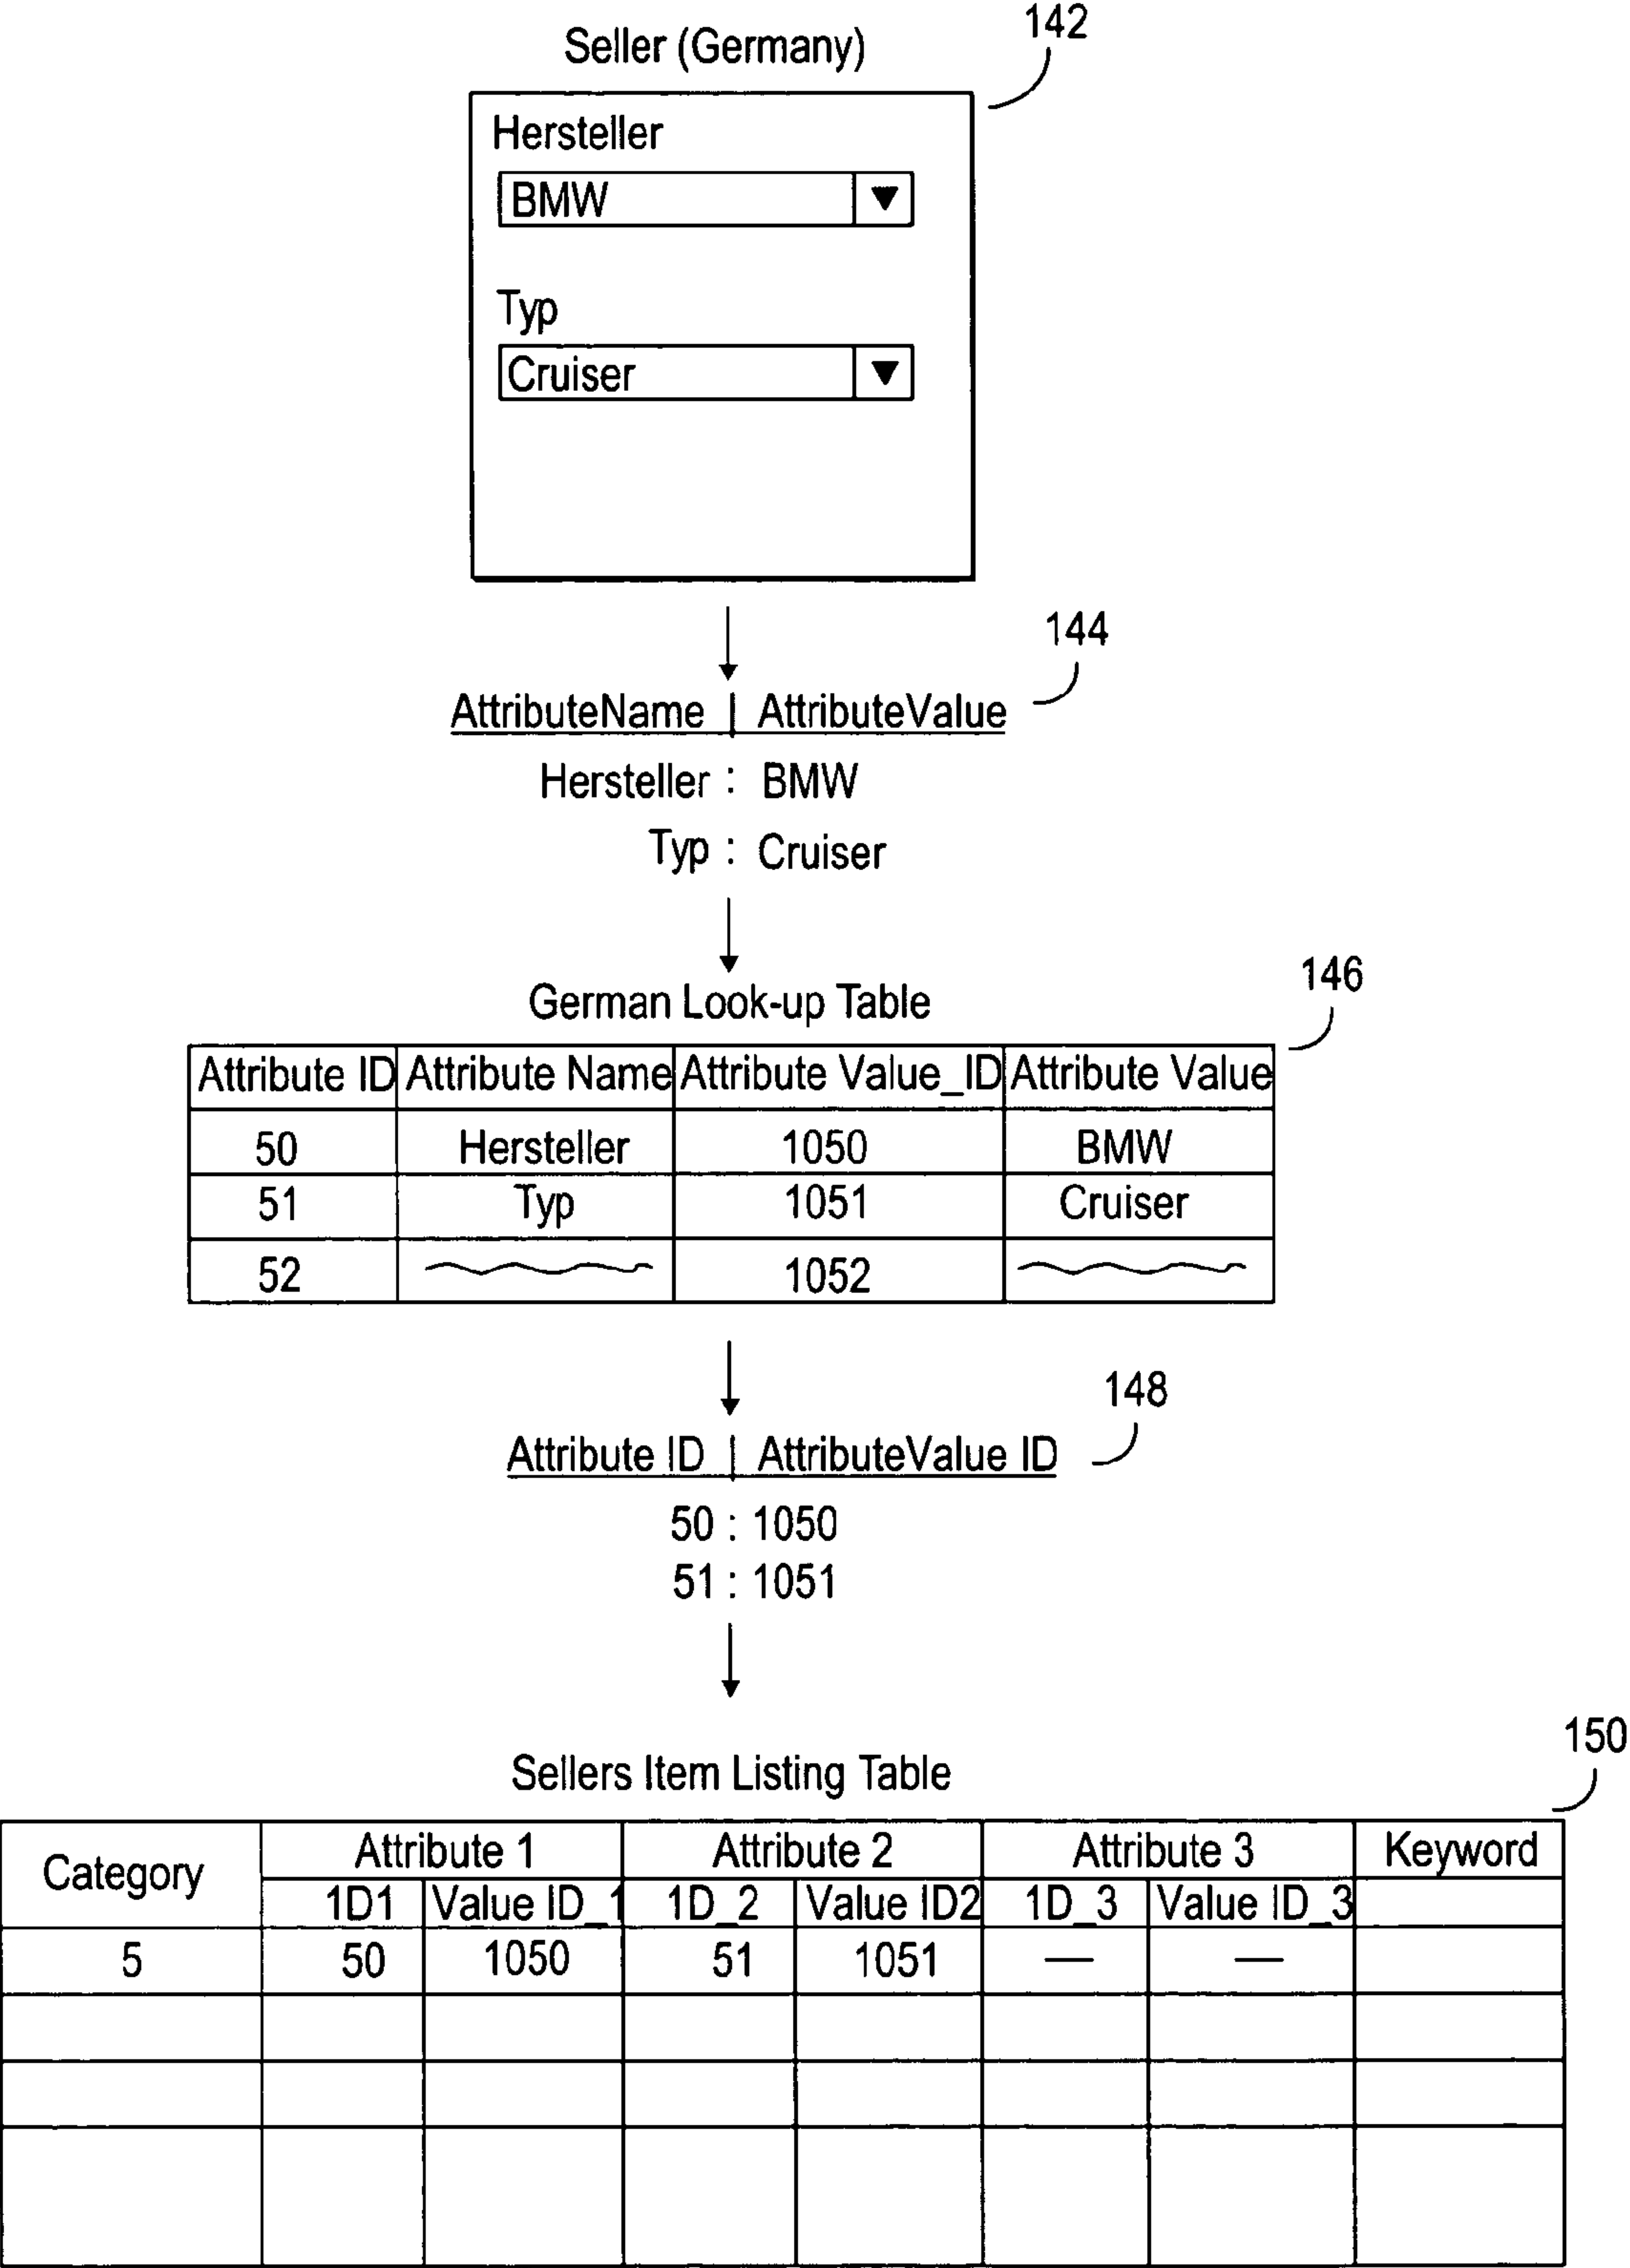 142
Seller (Germany)
Hersteller
BMW
Typ
Cruiser
144
AttributeName | AttributeValue
Hersteller : BMW
Typ : Cruiser
146
German Look-up Table
Attribute ID Attribute Name Attribute Value_ID Attribute Value
50 Hersteller 1050 BMW
51 Typ 1051 Cruiser
52 1052
148
Attribute ID | AttributeValue ID
50 : 1050
51 : 1051
150
Sellers Item Listing Table
Category Attribute 1 Attribute 2 Attribute 3 Keyword
1D1 Value ID_1 1D_2 Value ID2 1D_3 Value ID_3
5 50 1050 51 1051 — —